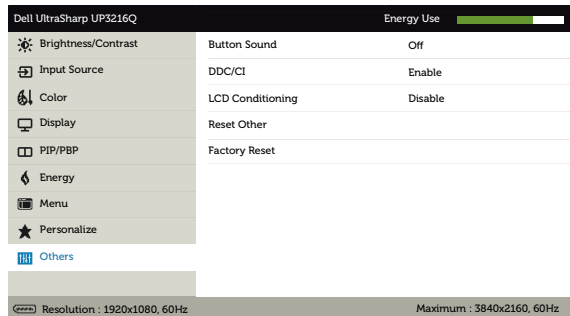 Dell UltraSharp UP3216Q Energy Use
Brightness/Contrast Button Sound Off
Input Source DDC/CI Enable
Color LCD Conditioning Disable
Display Reset Other
PIP/PBP Factory Reset
Energy
Menu
Personalize
Others
Resolution : 1920x1080, 60Hz Maximum : 3840x2160, 60Hz